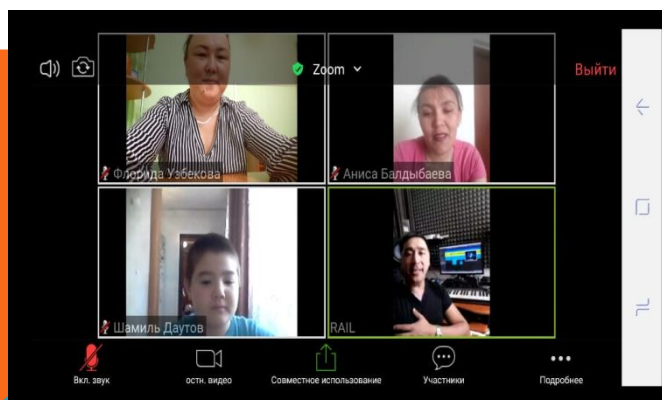 Zoom
Выйти
Флорида Узбекова
Аниса Балдыбаева
Шамиль Даутов
RAIL
Вкл. звук
остн. видео
Совместное использование
Участники
Подробнее